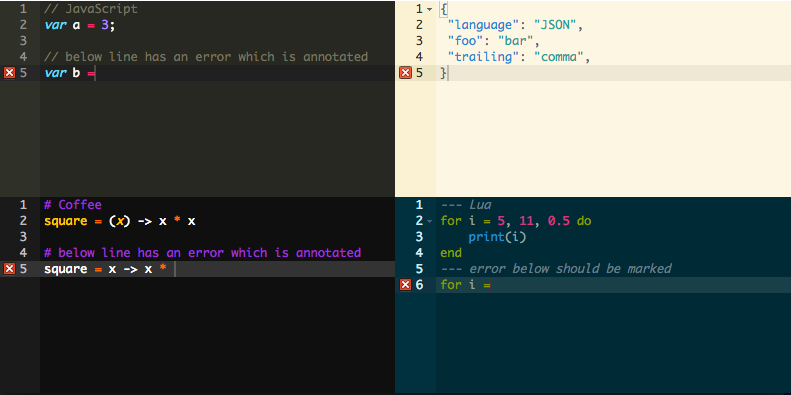 1 // JavaScript
2 var a = 3;
3
4 // below line has an error which is annotated
5 var b =
1 {
2 "language": "JSON",
3 "foo": "bar",
4 "trailing": "comma",
5 }
1 # Coffee
2 square = (x) -> x * x
3
4 # below line has an error which is annotated
5 square = x -> x *
1 --- Lua
2 for i = 5, 11, 0.5 do
3 print(i)
4 end
5 --- error below should be marked
6 for i =